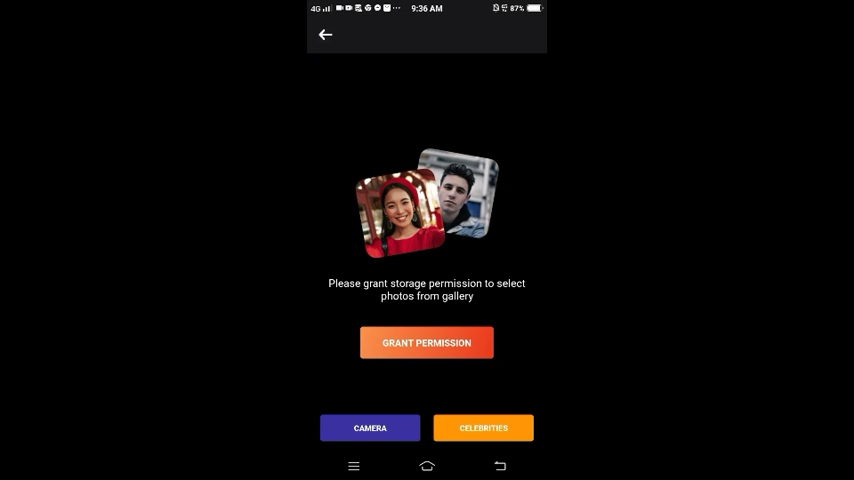 4G 9:36 AM 87%
Please grant storage permission to select
photos from gallery
GRANT PERMISSION
CAMERA CELEBRITIES